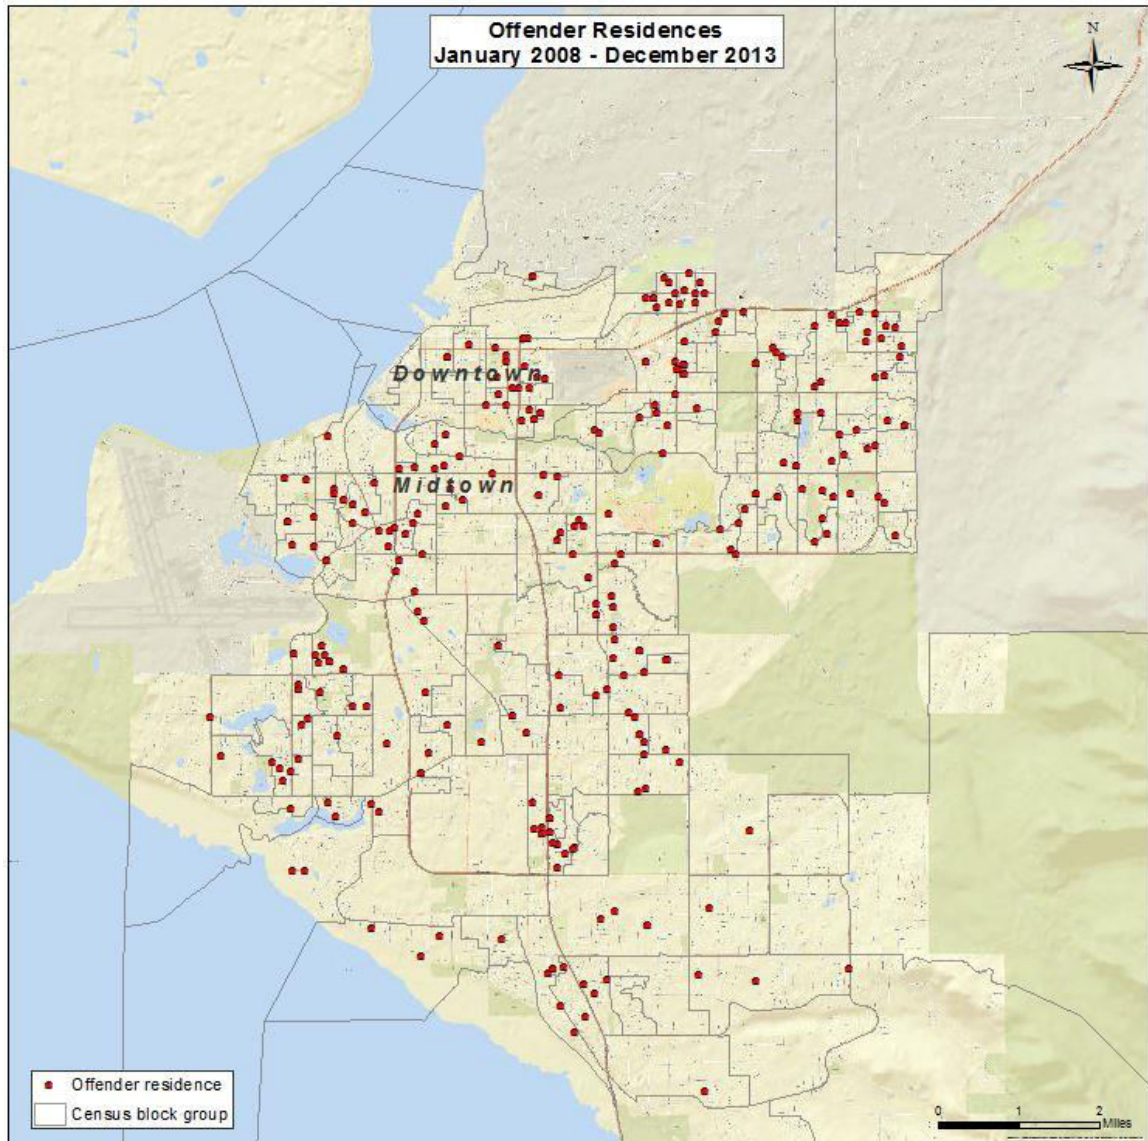 Offender Residences
January 2008 - December 2013
N
Downtown
Midtown
Offender residence
Census block group
0 1 2
Miles